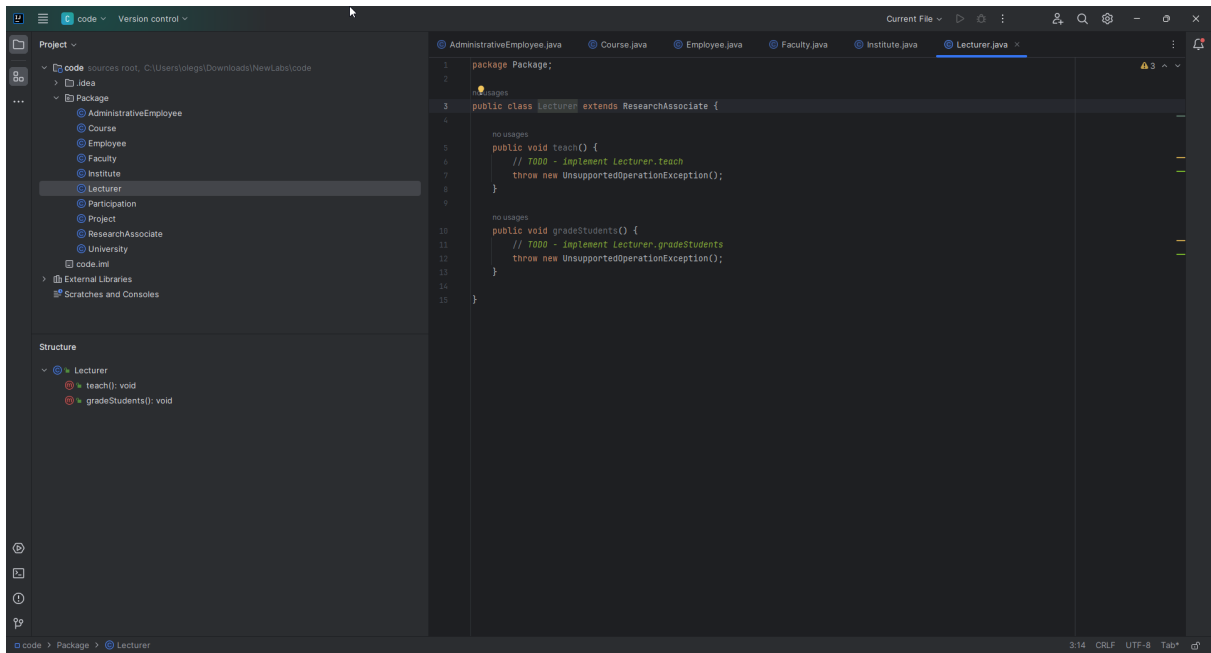 C code Version control Current File
Project
AdministrativeEmployee.java Course.java Employee.java Faculty.java Institute.java Lecturer.java
code sources root, C:\Users\olegs\Downloads\NewLabs\code
.idea
Package
AdministrativeEmployee
Course
Employee
Faculty
Institute
Lecturer
Participation
Project
ResearchAssociate
University
code.iml
External Libraries
Scratches and Consoles
Structure
Lecturer
teach(): void
gradeStudents(): void
3
1 package Package;
2
no usages
3 public class Lecturer extends ResearchAssociate {
4
no usages
5 public void teach() {
6 // TODO - implement Lecturer.teach
7 throw new UnsupportedOperationException();
8 }
9
no usages
10 public void gradeStudents() {
11 // TODO - implement Lecturer.gradeStudents
12 throw new UnsupportedOperationException();
13 }
14
15 }
code > Package > Lecturer
3:14 CRLF UTF-8 Tab*